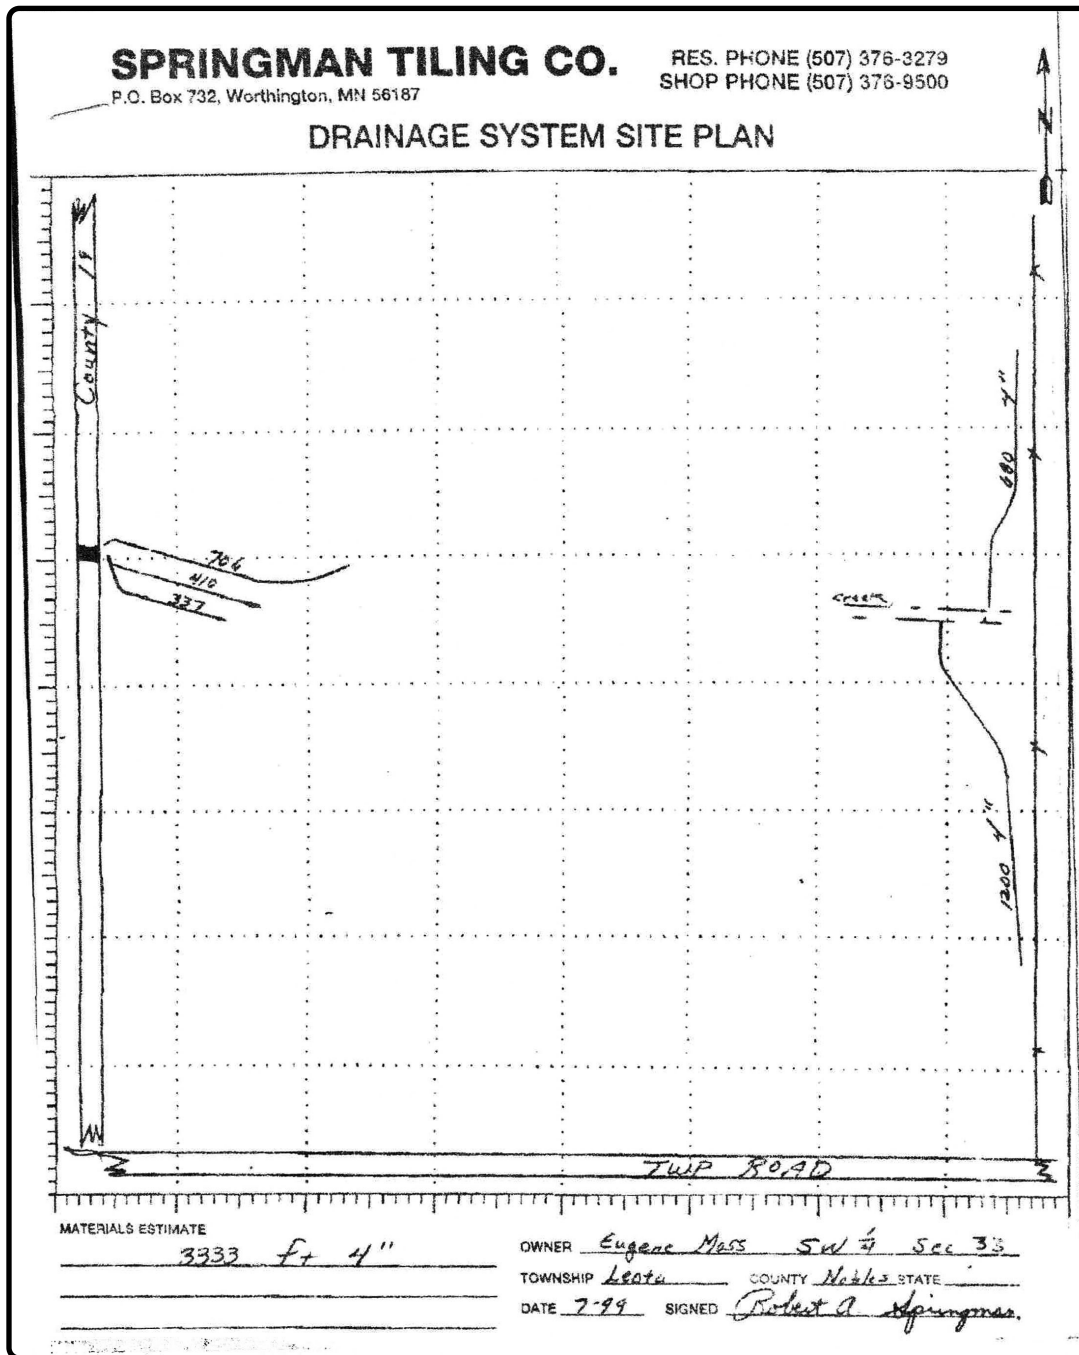 SPRINGMAN TILING CO.
P.O. Box 732, Worthington, MN 56187
RES. PHONE (507) 376-3279
SHOP PHONE (507) 376-9500
DRAINAGE SYSTEM SITE PLAN
N
County 19
680 4"
706
410
337
creek
1200 4"
TWP ROAD
MATERIALS ESTIMATE
3333 ft 4"
OWNER Eugene Mass SW 1/4 Sec 33
TOWNSHIP Leota COUNTY Nobles STATE
DATE 7-99 SIGNED Robert A Springman